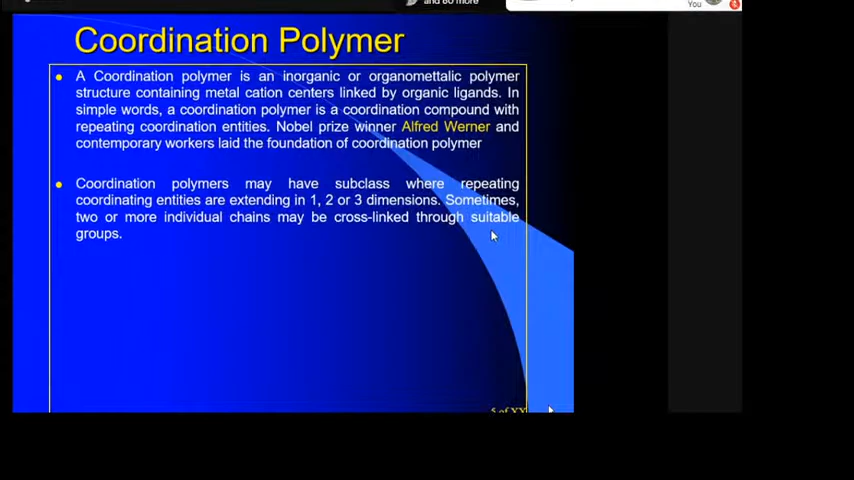 and 80 more
You
Coordination Polymer
A Coordination polymer is an inorganic or organomettalic polymer
structure containing metal cation centers linked by organic ligands. In
simple words, a coordination polymer is a coordination compound with
repeating coordination entities. Nobel prize winner Alfred Werner and
contemporary workers laid the foundation of coordination polymer
Coordination polymers may have subclass where repeating
coordinating entities are extending in 1, 2 or 3 dimensions. Sometimes,
two or more individual chains may be cross-linked through suitable
groups.
5 of XX